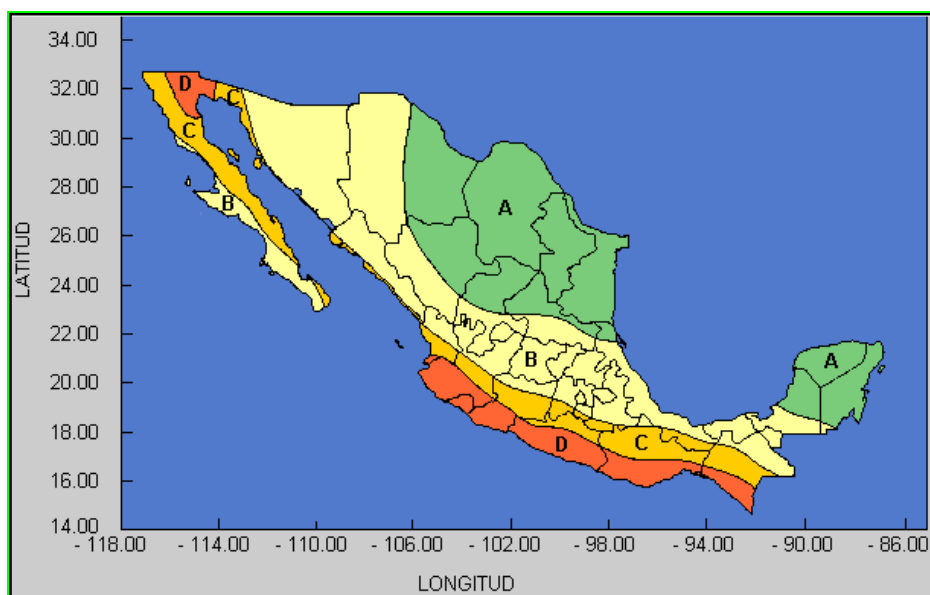 34.00
32.00
30.00
28.00
26.00
24.00
22.00
20.00
18.00
16.00
14.00
LATITUD
D
C
C
B
A
A
B
C
D
- 118.00 - 114.00 - 110.00 - 106.00 - 102.00 - 98.00 - 94.00 - 90.00 - 86.00
LONGITUD